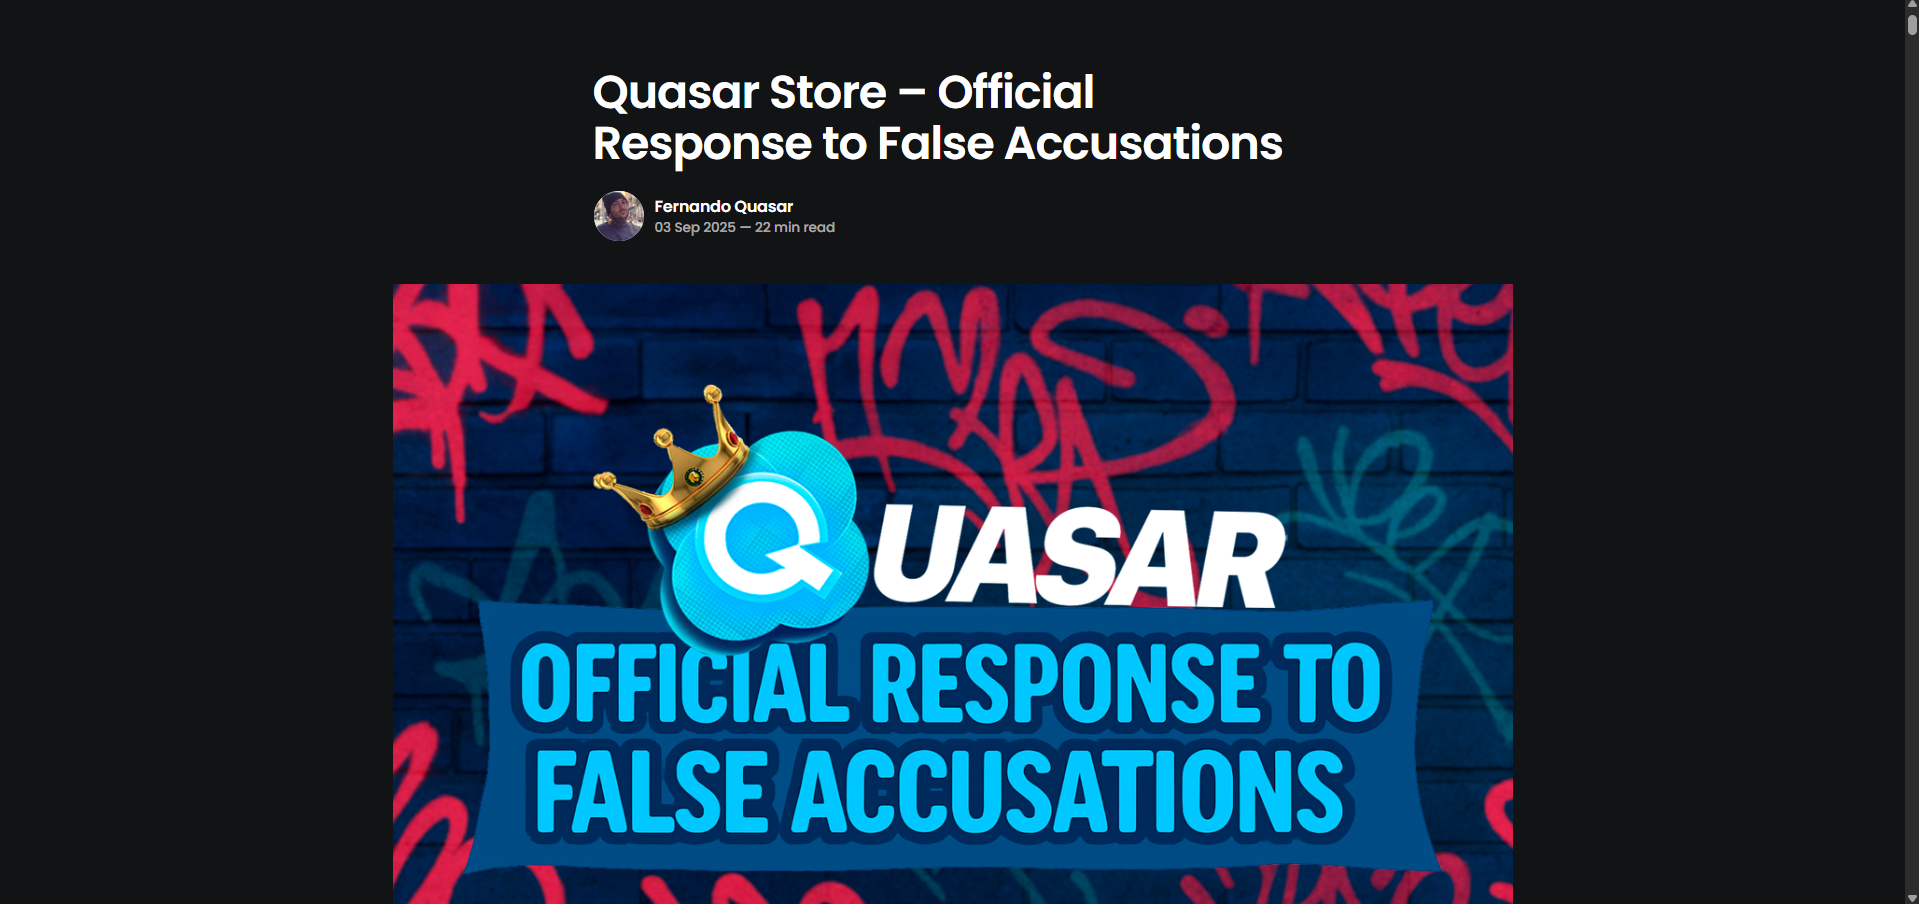 Quasar Store – Official
Response to False Accusations
Fernando Quasar
03 Sep 2025 — 22 min read
QUASAR
OFFICIAL RESPONSE TO
FALSE ACCUSATIONS